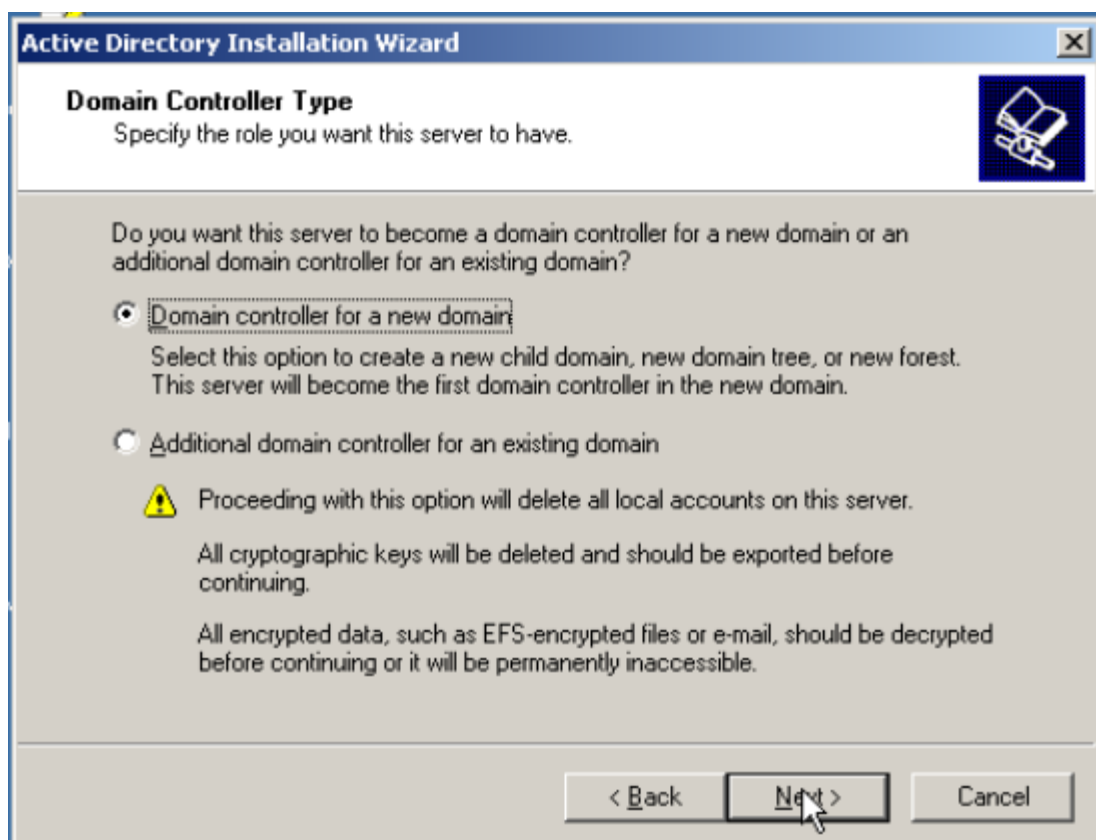 Active Directory Installation Wizard
Domain Controller Type
Specify the role you want this server to have.
Do you want this server to become a domain controller for a new domain or an
additional domain controller for an existing domain?
Domain controller for a new domain
Select this option to create a new child domain, new domain tree, or new forest.
This server will become the first domain controller in the new domain.
Additional domain controller for an existing domain
Proceeding with this option will delete all local accounts on this server.
All cryptographic keys will be deleted and should be exported before
continuing.
All encrypted data, such as EFS-encrypted files or e-mail, should be decrypted
before continuing or it will be permanently inaccessible.
< Back Next > Cancel